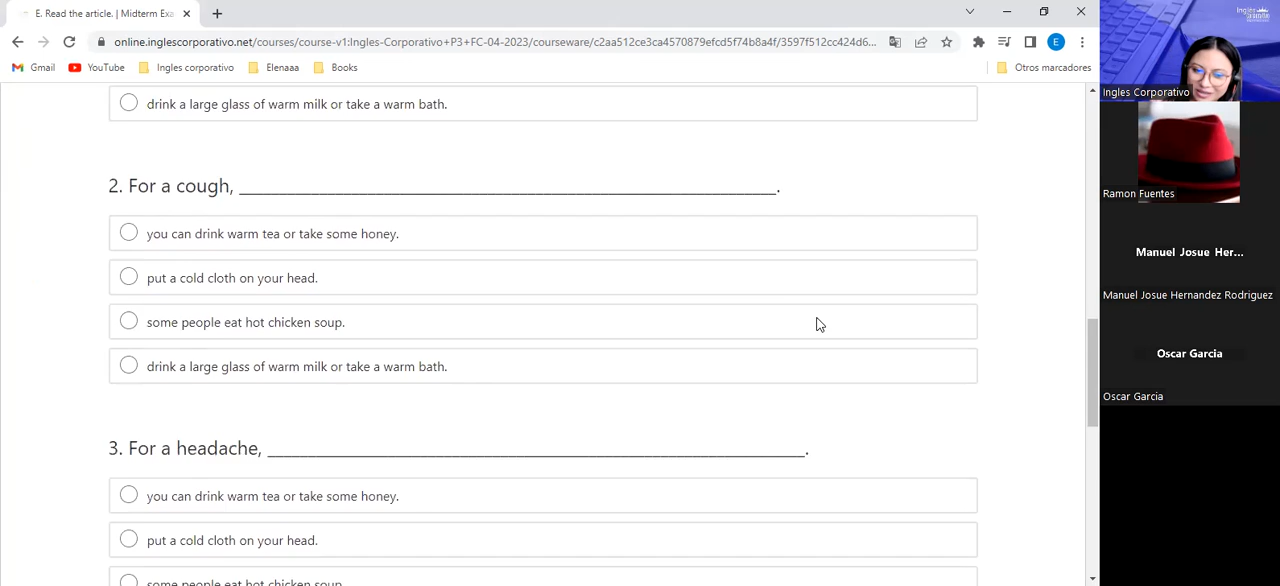 E. Read the article. | Midterm Exa
online.inglescorporativo.net/courses/course-v1:Ingles-Corporativo+P3+FC-04-2023/courseware/c2aa512ce3ca4570879efcd5f74b8a4f/3597f512cc424d6...
E
Gmail
YouTube
Ingles corporativo
Elenaaa
Books
Otros marcadores
drink a large glass of warm milk or take a warm bath.
2. For a cough, ______________________________________________________.
you can drink warm tea or take some honey.
put a cold cloth on your head.
some people eat hot chicken soup.
drink a large glass of warm milk or take a warm bath.
3. For a headache, ______________________________________________________.
you can drink warm tea or take some honey.
put a cold cloth on your head.
some people eat hot chicken soup.
Ingles Corporativo
Ramon Fuentes
Manuel Josue Her...
Manuel Josue Hernandez Rodriguez
Oscar Garcia
Oscar Garcia